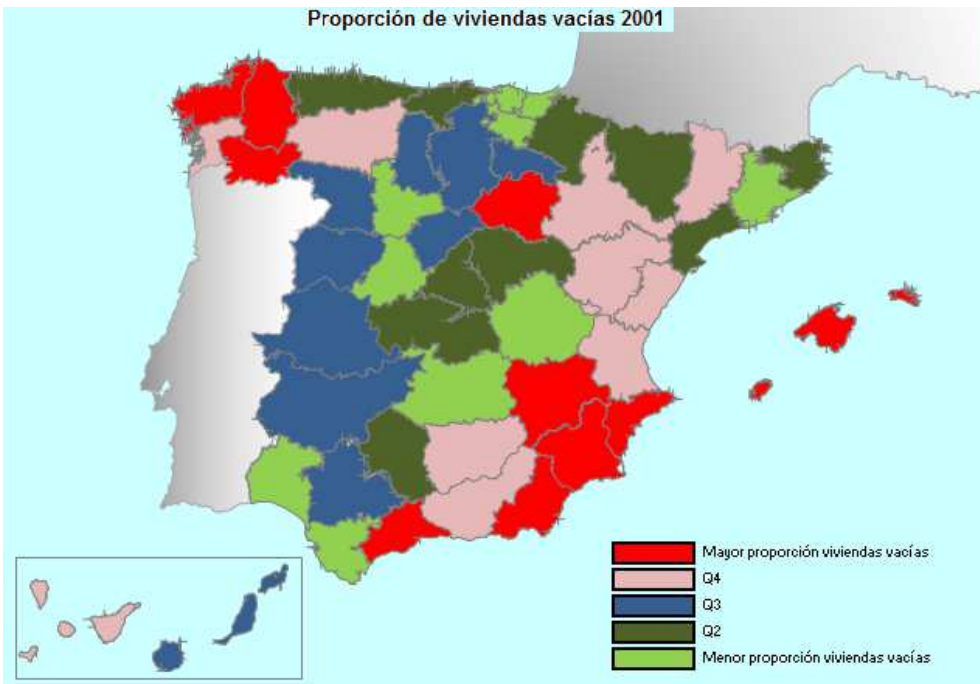 Proporción de viviendas vacías 2001
Mayor proporción viviendas vacías
Q4
Q3
Q2
Menor proporción viviendas vacías